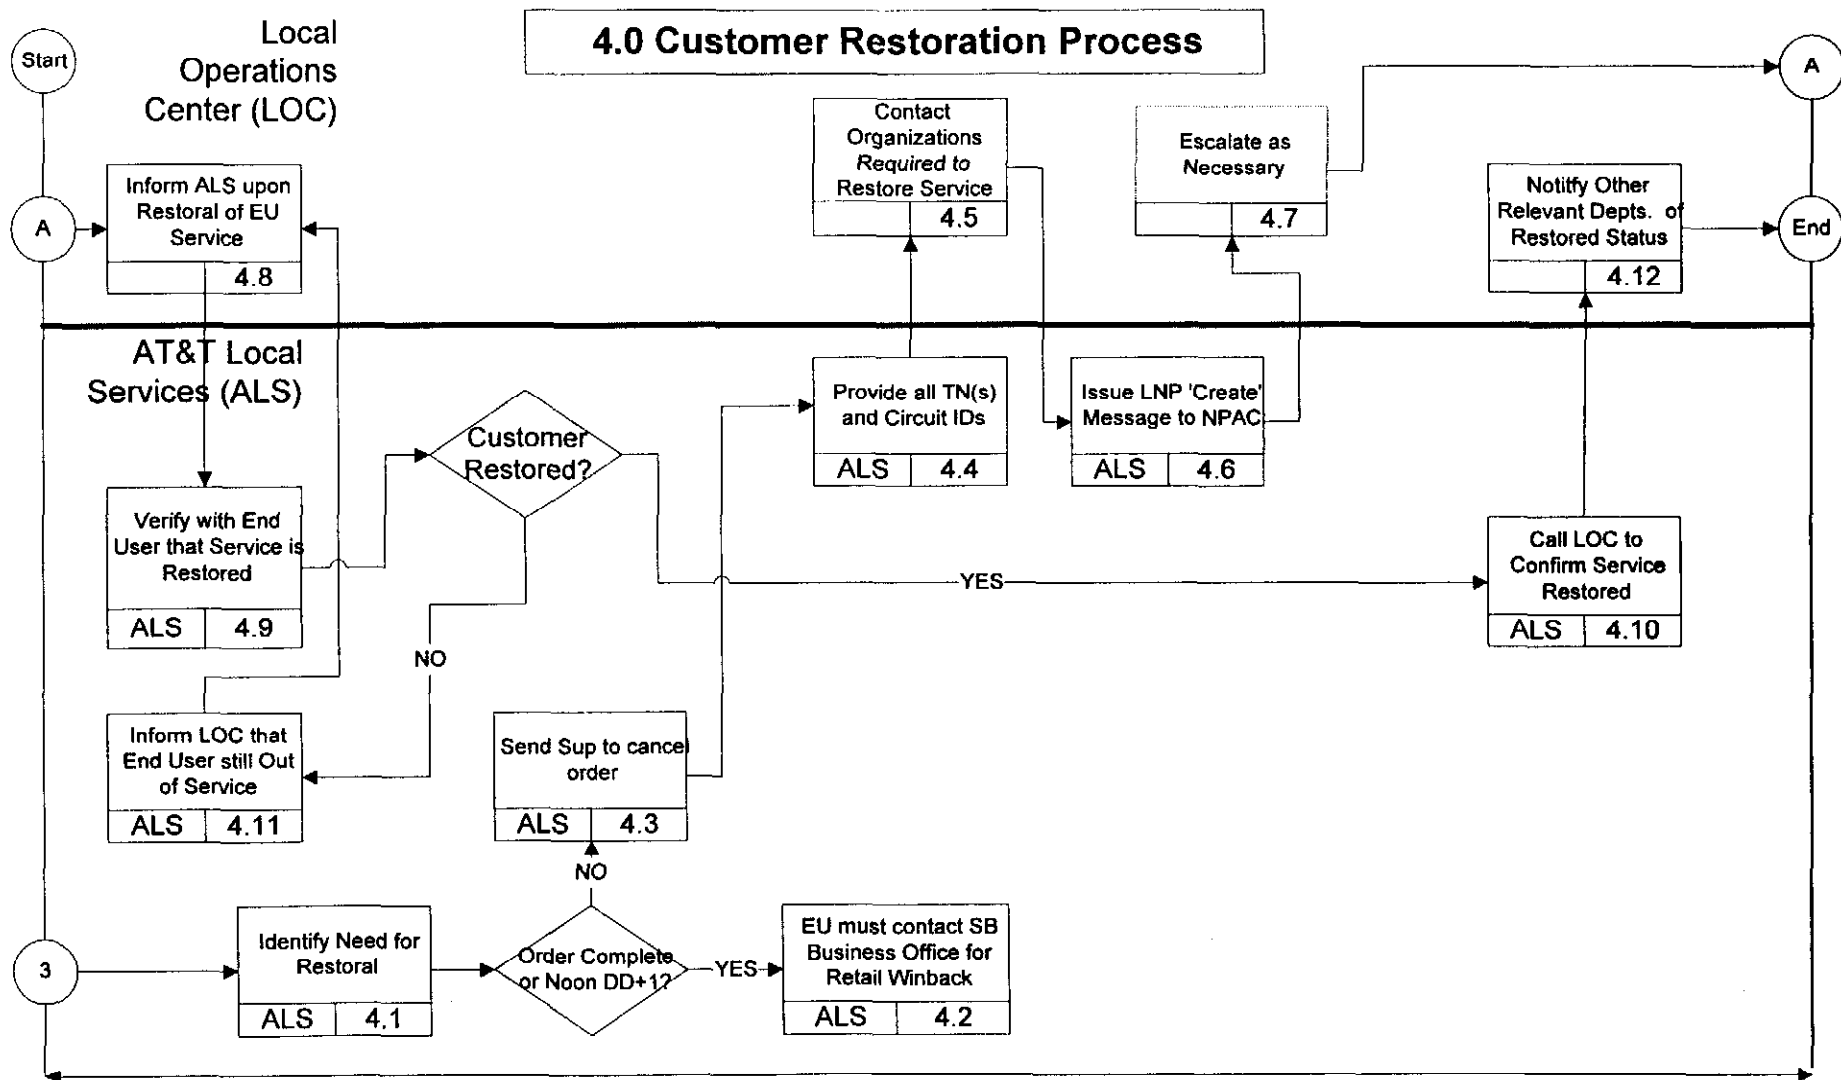 4.0 Customer Restoration Process
Start
Local
Operations
Center (LOC)
A
Contact
Organizations
Required to
Restore Service
4.5
Escalate as
Necessary
4.7
Inform ALS upon
Restoral of EU
Service
4.8
A
Notitfy Other
Relevant Depts. of
Restored Status
4.12
End
AT&T Local
Services (ALS)
Customer
Restored?
Provide all TN(s)
and Circuit IDs
ALS 4.4
Issue LNP 'Create'
Message to NPAC
ALS 4.6
Verify with End
User that Service is
Restored
ALS 4.9
YES
Call LOC to
Confirm Service
Restored
ALS 4.10
NO
Inform LOC that
End User still Out
of Service
ALS 4.11
Send Sup to cancel
order
ALS 4.3
NO
3
Identify Need for
Restoral
ALS 4.1
Order Complete
or Noon DD+1?
YES
EU must contact SB
Business Office for
Retail Winback
ALS 4.2